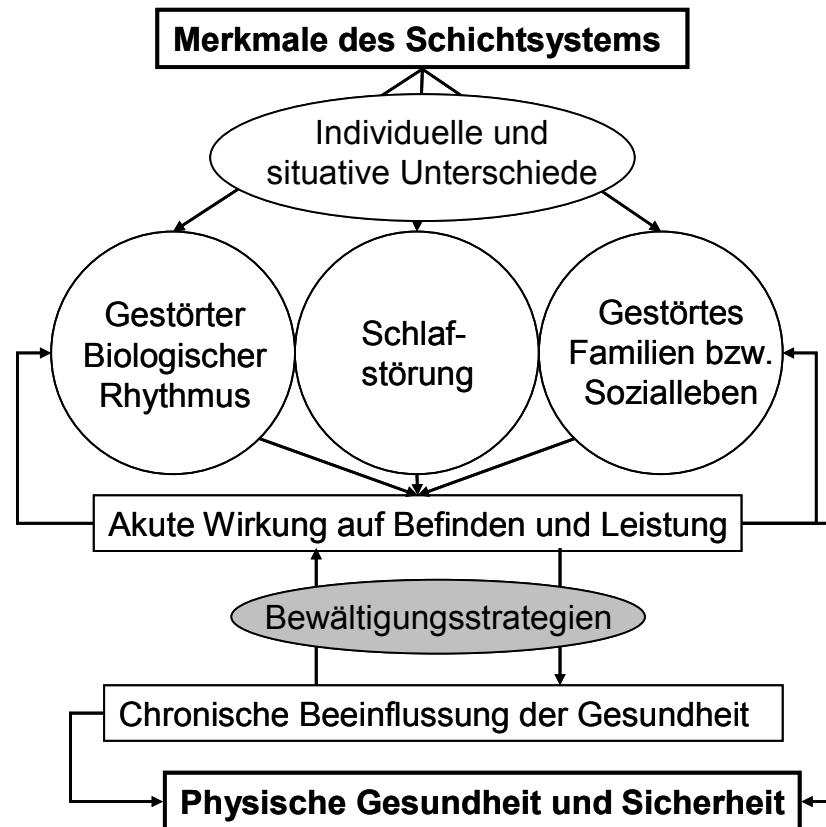 Merkmale des Schichtsystems
Individuelle und
situative Unterschiede
Gestörter
Biologischer
Rhythmus
Schlaf-
störung
Gestörtes
Familien bzw.
Sozialleben
Akute Wirkung auf Befinden und Leistung
Bewältigungsstrategien
Chronische Beeinflussung der Gesundheit
Physische Gesundheit und Sicherheit